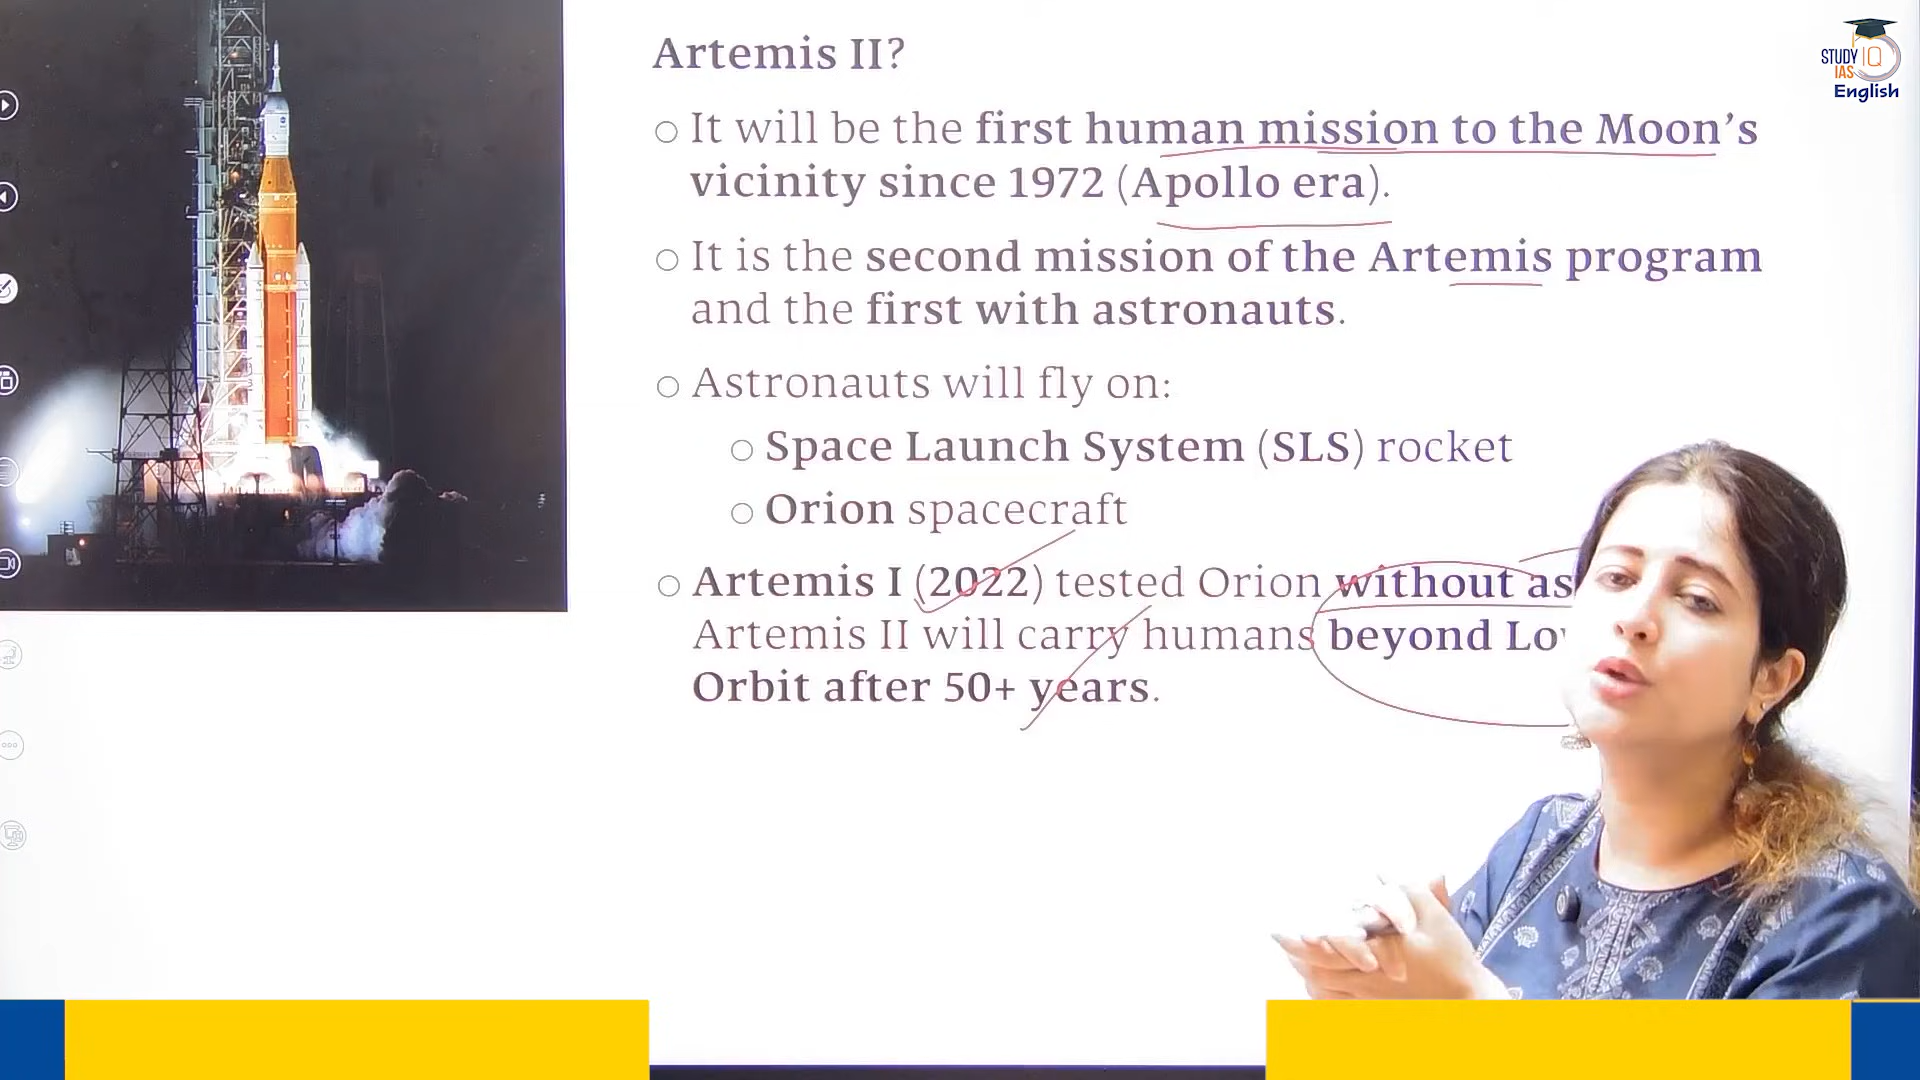 Artemis II?
STUDY IQ
IAS
English
○ It will be the first human mission to the Moon's
vicinity since 1972 (Apollo era).
○ It is the second mission of the Artemis program
and the first with astronauts.
○ Astronauts will fly on:
○ Space Launch System (SLS) rocket
○ Orion spacecraft
○ Artemis I (2022) tested Orion without as
Artemis II will carry humans beyond
Orbit after 50+ years.